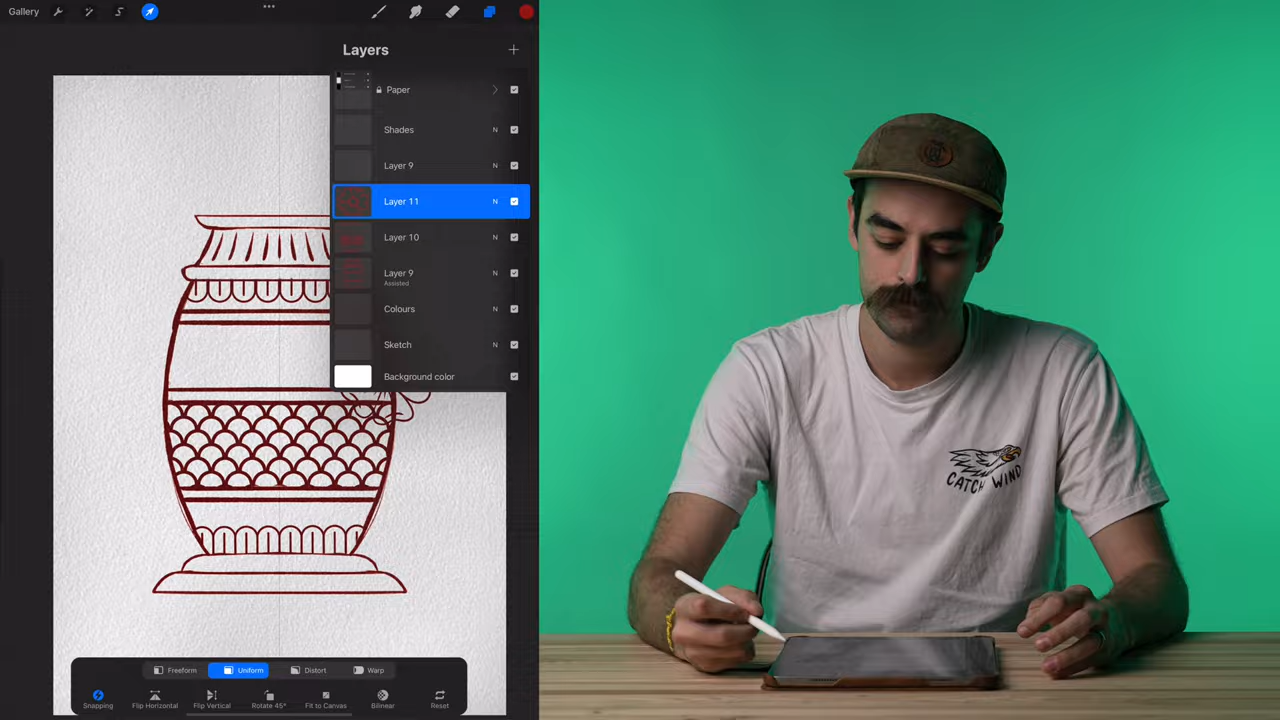 Gallery
Layers
Paper
Shades N
Layer 9 N
Layer 11 N
Layer 10 N
Layer 9 N
Assisted
Colours N
Sketch N
Background color
Freeform Uniform Distort Warp
Snapping Flip Horizontal Flip Vertical Rotate 45° Fit to Canvas Bilinear Reset
CATCH WIND